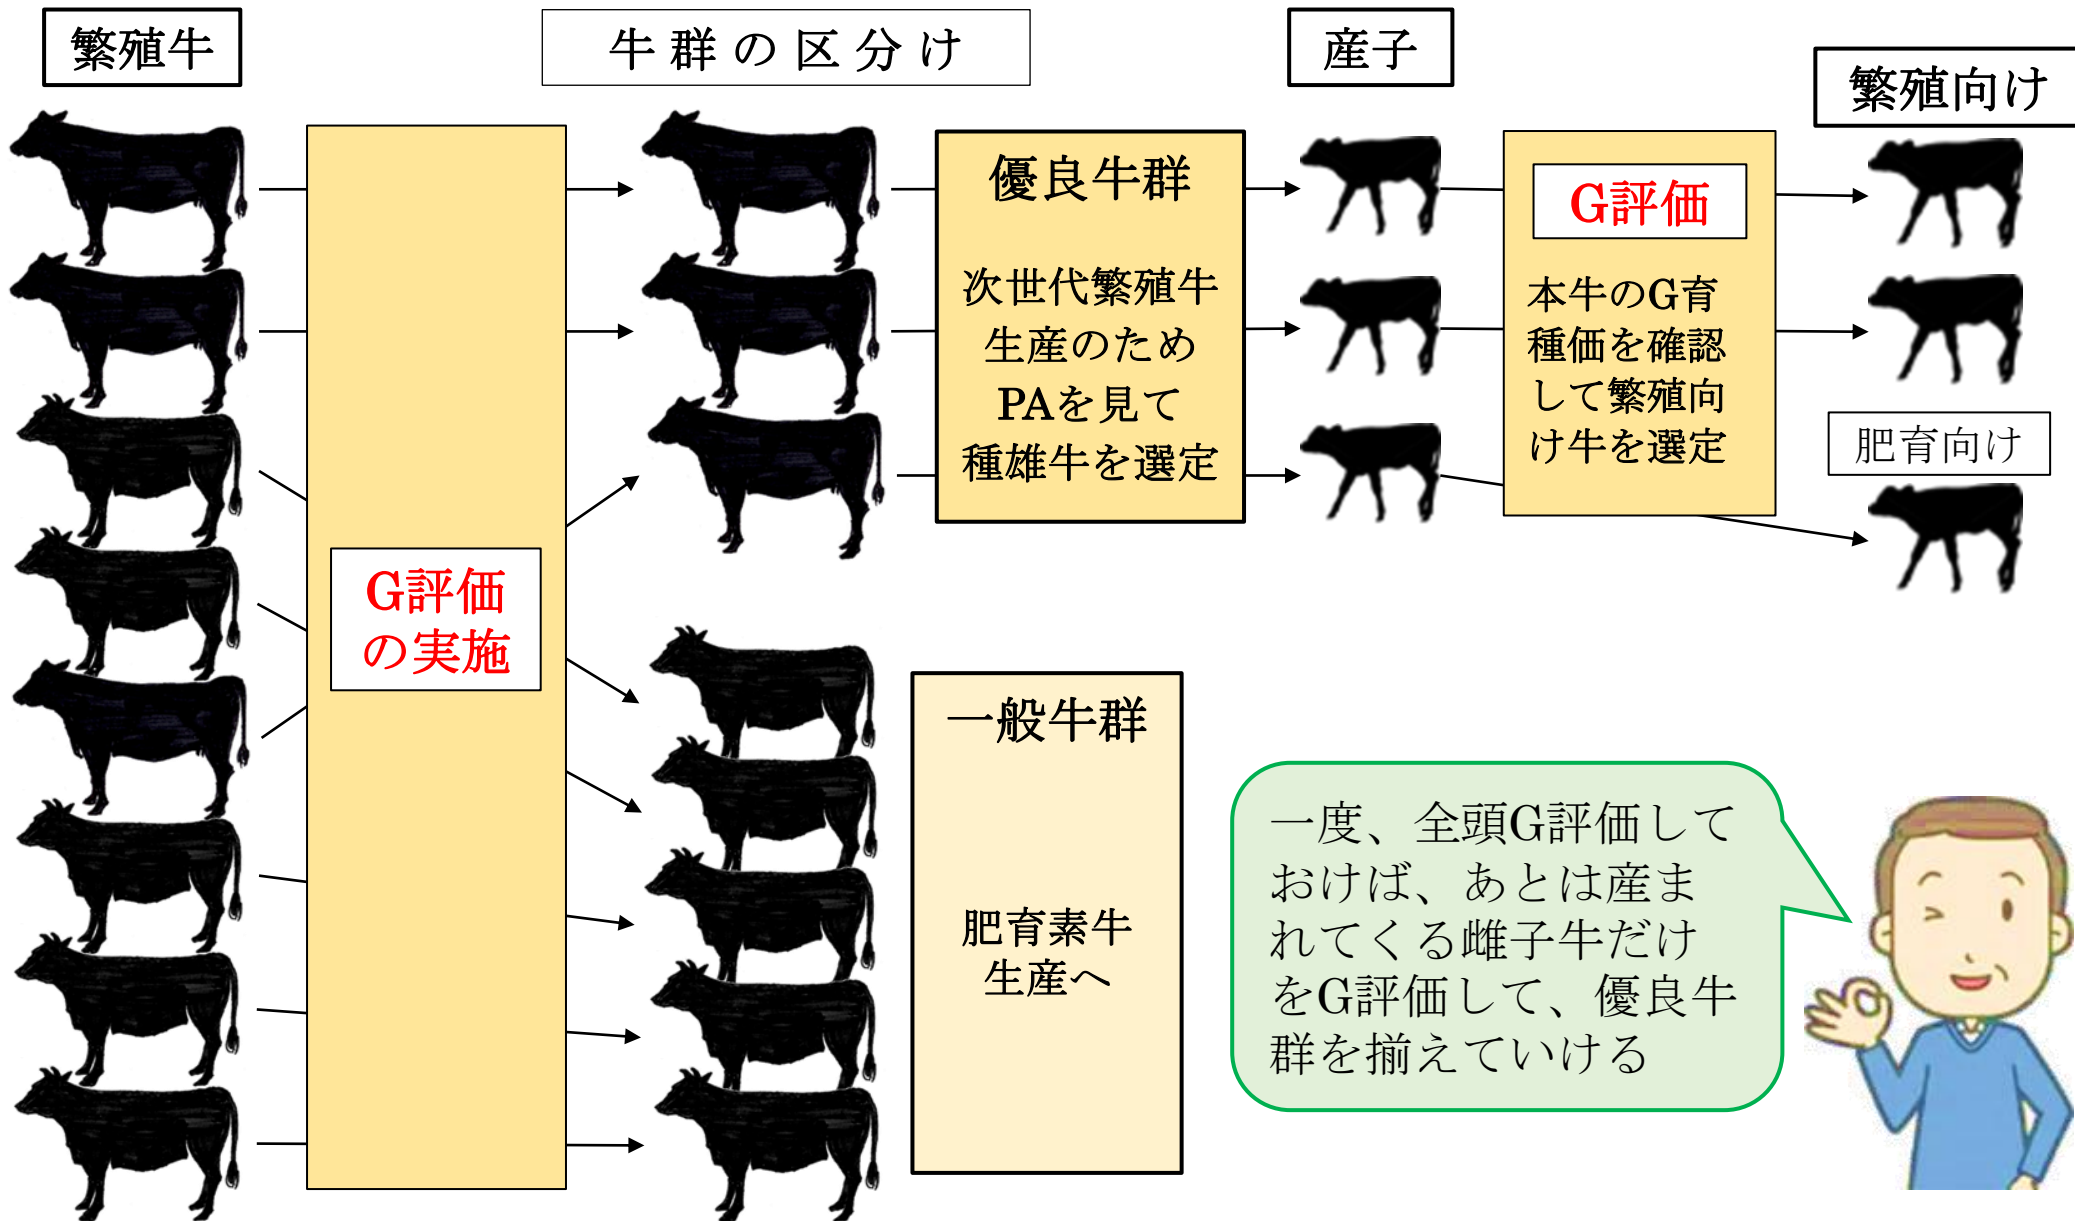 繁殖牛
牛群の区分け
産子
繁殖向け
G評価
の実施
優良牛群
次世代繁殖牛
生産のため
PAを見て
種雄牛を選定
G評価
本牛のG育
種価を確認
して繁殖向
け牛を選定
肥育向け
一般牛群
肥育素牛
生産へ
一度、全頭G評価して
おけば、あとは産ま
れてくる雌子牛だけ
をG評価して、優良牛
群を揃えていける